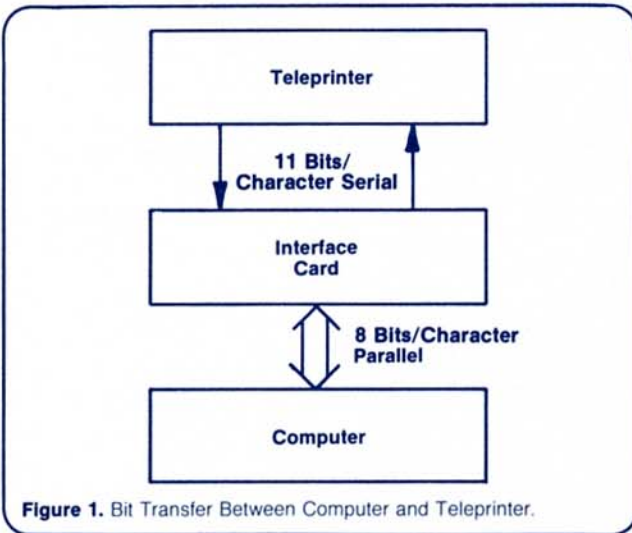 Teleprinter
11 Bits/
Character Serial
Interface
Card
8 Bits/Character
Parallel
Computer
Figure 1. Bit Transfer Between Computer and Teleprinter.